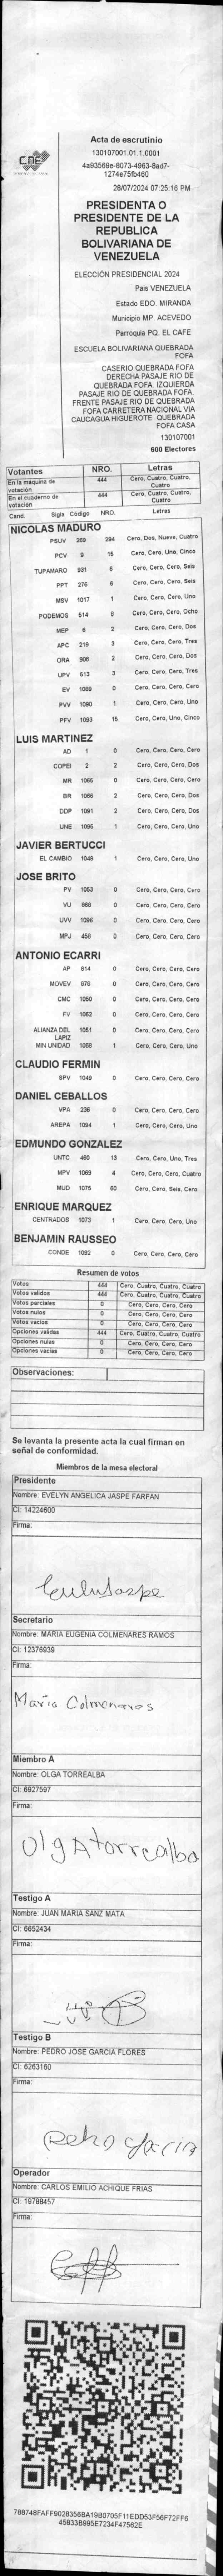 CNE
Acta de escrutinio
130107001.01.1.0001
4a93569e-8073-4963-8ad7-
1274e75fb460
28/07/2024 07:25:16 PM
PRESIDENTA O
PRESIDENTE DE LA
REPUBLICA
BOLIVARIANA DE
VENEZUELA
ELECCIÓN PRESIDENCIAL 2024
Pais VENEZUELA
Estado EDO. MIRANDA
Municipio MP. ACEVEDO
Parroquia PQ. EL CAFE
ESCUELA BOLIVARIANA QUEBRADA
FOFA
CASERIO QUEBRADA FOFA
DERECHA PASAJE RIO DE
QUEBRADA FOFA. IZQUIERDA
PASAJE RIO DE QUEBRADA FOFA.
FRENTE PASAJE RIO DE QUEBRADA
FOFA CARRETERA NACIONAL VIA
CAUCAGUA HIGUEROTE QUEBRADA
FOFA CASA
130107001
600 Electores
Votantes NRO. Letras
En la máquina de votación 444 Cero, Cuatro, Cuatro, Cuatro
En el cuaderno de votación 444 Cero, Cuatro, Cuatro, Cuatro
Cand. Sigla Código NRO. Letras
NICOLAS MADURO
PSUV 269 294 Cero, Dos, Nueve, Cuatro
PCV 9 15 Cero, Cero, Uno, Cinco
TUPAMARO 931 6 Cero, Cero, Cero, Seis
PPT 276 6 Cero, Cero, Cero, Seis
MSV 1017 1 Cero, Cero, Cero, Uno
PODEMOS 514 8 Cero, Cero, Cero, Ocho
MEP 6 2 Cero, Cero, Cero, Dos
APC 219 3 Cero, Cero, Cero, Tres
ORA 906 2 Cero, Cero, Cero, Dos
UPV 613 3 Cero, Cero, Cero, Tres
EV 1089 0 Cero, Cero, Cero, Cero
PVV 1090 1 Cero, Cero, Cero, Uno
PFV 1093 15 Cero, Cero, Uno, Cinco
LUIS MARTINEZ
AD 1 0 Cero, Cero, Cero, Cero
COPEI 2 2 Cero, Cero, Cero, Dos
MR 1065 0 Cero, Cero, Cero, Cero
BR 1066 2 Cero, Cero, Cero, Dos
DDP 1091 2 Cero, Cero, Cero, Dos
UNE 1095 1 Cero, Cero, Cero, Uno
JAVIER BERTUCCI
EL CAMBIO 1048 1 Cero, Cero, Cero, Uno
JOSE BRITO
PV 1053 0 Cero, Cero, Cero, Cero
VU 868 0 Cero, Cero, Cero, Cero
UVV 1096 0 Cero, Cero, Cero, Cero
MPJ 458 0 Cero, Cero, Cero, Cero
ANTONIO ECARRI
AP 814 0 Cero, Cero, Cero, Cero
MOVEV 976 0 Cero, Cero, Cero, Cero
CMC 1050 0 Cero, Cero, Cero, Cero
FV 1062 0 Cero, Cero, Cero, Cero
ALIANZA DEL LAPIZ 1051 0 Cero, Cero, Cero, Cero
MIN UNIDAD 1068 1 Cero, Cero, Cero, Uno
CLAUDIO FERMIN
SPV 1049 0 Cero, Cero, Cero, Cero
DANIEL CEBALLOS
VPA 236 0 Cero, Cero, Cero, Cero
AREPA 1094 1 Cero, Cero, Cero, Uno
EDMUNDO GONZALEZ
UNTC 460 13 Cero, Cero, Uno, Tres
MPV 1069 4 Cero, Cero, Cero, Cuatro
MUD 1075 60 Cero, Cero, Seis, Cero
ENRIQUE MARQUEZ
CENTRADOS 1073 1 Cero, Cero, Cero, Uno
BENJAMIN RAUSSEO
CONDE 1092 0 Cero, Cero, Cero, Cero
Resumen de votos
Votos 444 Cero, Cuatro, Cuatro, Cuatro
Votos validos 444 Cero, Cuatro, Cuatro, Cuatro
Votos parciales 0 Cero, Cero, Cero, Cero
Votos nulos 0 Cero, Cero, Cero, Cero
Votos vacios 0 Cero, Cero, Cero, Cero
Opciones validas 444 Cero, Cuatro, Cuatro, Cuatro
Opciones nulas 0 Cero, Cero, Cero, Cero
Opciones vacias 0 Cero, Cero, Cero, Cero
Observaciones:
Se levanta la presente acta la cual firman en
señal de conformidad.
Miembros de la mesa electoral
Presidente
Nombre: EVELYN ANGELICA JASPE FARFAN
CI: 14224600
Firma:
Secretario
Nombre: MARIA EUGENIA COLMENARES RAMOS
CI: 12376939
Firma:
Maria Colmenares
Miembro A
Nombre: OLGA TORREALBA
CI: 6927597
Firma:
Olga torrealba
Testigo A
Nombre: JUAN MARIA SANZ MATA
CI: 6652434
Firma:
Testigo B
Nombre: PEDRO JOSE GARCIA FLORES
CI: 6263160
Firma:
Pedro Garcia
Operador
Nombre: CARLOS EMILIO ACHIQUE FRIAS
CI: 19788457
Firma:
78874BFAFF9028356BA19B0705F11EDD53F56F72FF6
45833B995E7234F47562E